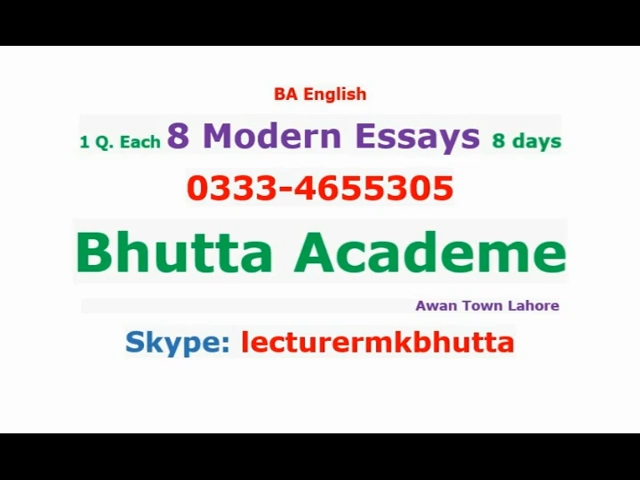 BA English
1 Q. Each 8 Modern Essays 8 days
0333-4655305
Bhutta Academe
Awan Town Lahore
Skype: lecturermkbhutta